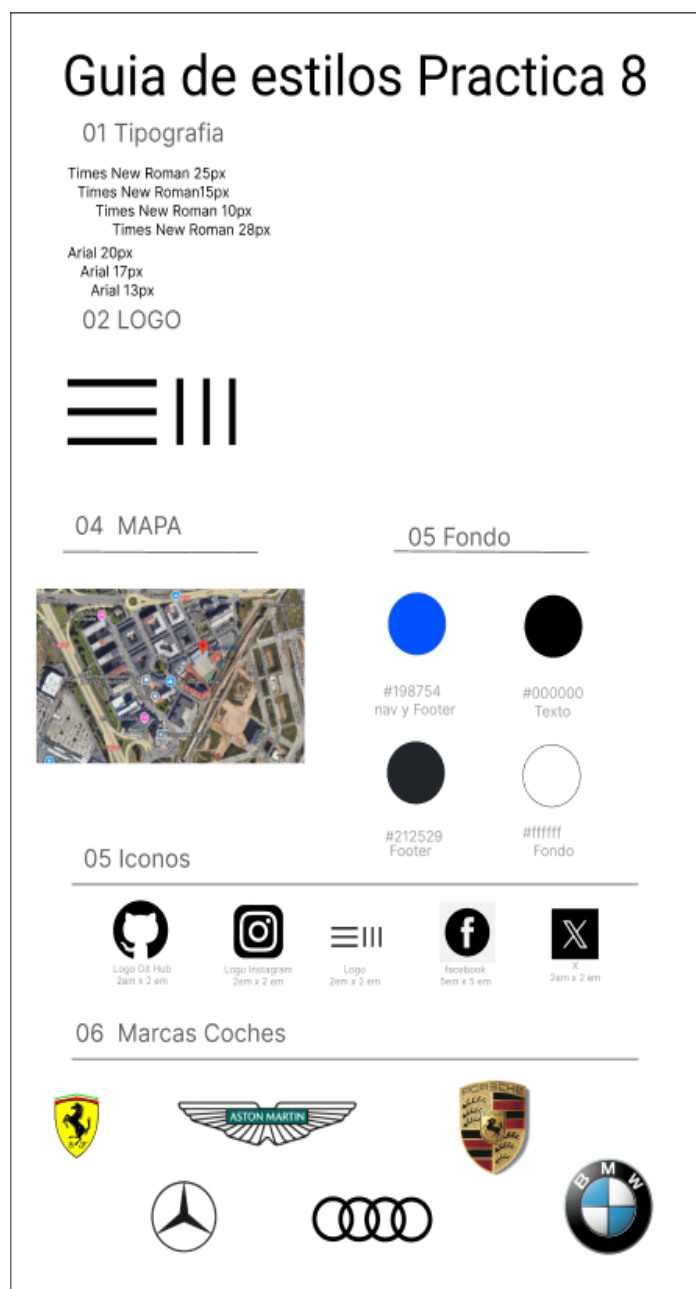 Guia de estilos Practica 8
01 Tipografia
Times New Roman 25px
Times New Roman15px
Times New Roman 10px
Times New Roman 28px
Arial 20px
Arial 17px
Arial 13px
02 LOGO
04 MAPA
05 Fondo
#198754
nav y Footer
#000000
Texto
#212529
Footer
#ffffff
Fondo
05 Iconos
Logo Git Hub
2em x 2 em
Logo Instagram
2em x 2 em
Logo
2em x 2 em
facebook
5em x 5 em
X
2em x 2 em
06 Marcas Coches
S F
ASTON MARTIN
PORSCHE
BMW